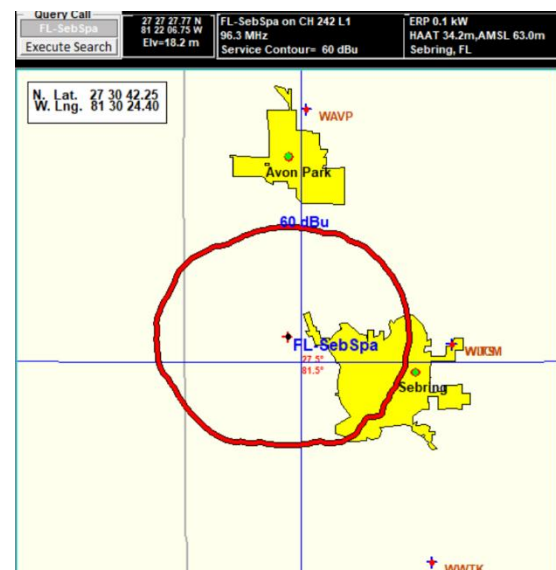 Query Call
FL-SebSpa
Execute Search
27 27 27.77 N
81 22 06.75 W
Elv=18.2 m
FL-SebSpa on CH 242 L1
96.3 MHz
Service Contour= 60 dBu
ERP 0.1 kW
HAAT 34.2m,AMSL 63.0m
Sebring, FL
N. Lat. 27 30 42.25
W. Lng. 81 30 24.40
WAVP
Avon Park
60 dBu
FL-SebSpa
27.5°
81.5°
Sebring
WWTK